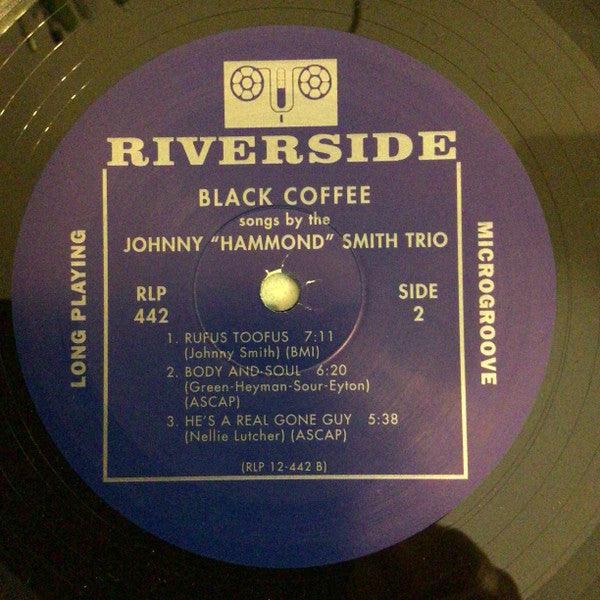 RIVERSIDE
BLACK COFFEE
songs by the
JOHNNY "HAMMOND" SMITH TRIO
LONG PLAYING
MICROGROOVE
RLP
442
SIDE
2
1. RUFUS TOOFUS 7:11
(Johnny Smith) (BMI)
2. BODY AND SOUL 6:20
(Green-Heyman-Sour-Eyton)
(ASCAP)
3. HE'S A REAL GONE GUY 5:38
(Nellie Lutcher) (ASCAP)
(RLP 12-442 B)